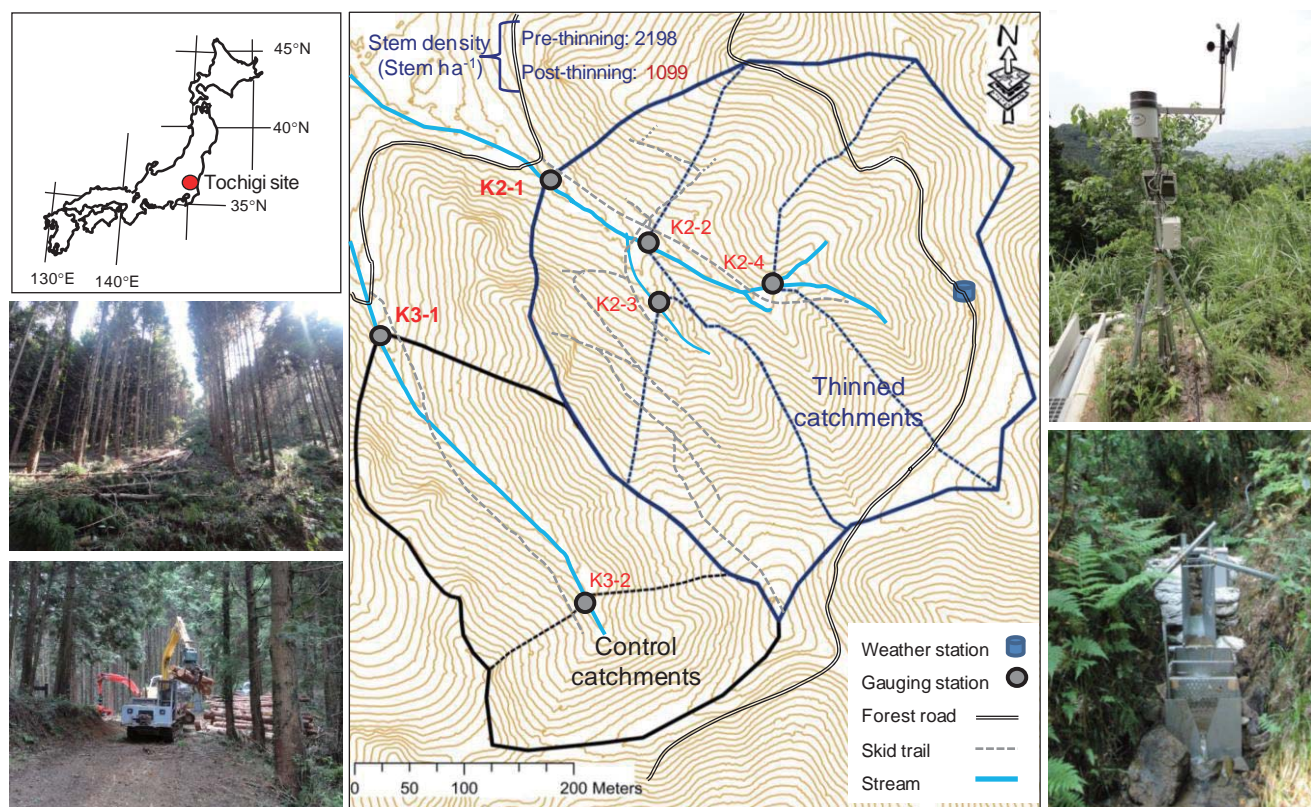 45°N
40°N
Tochigi site
35°N
130°E
140°E
Stem density
(Stem ha⁻¹)
Pre-thinning: 2198
Post-thinning: 1099
N
K2-1
K2-2
K2-4
K2-3
K3-1
Thinned
catchments
K3-2
Control
catchments
Weather station
Gauging station
Forest road
Skid trail
Stream
0 50 100 200 Meters